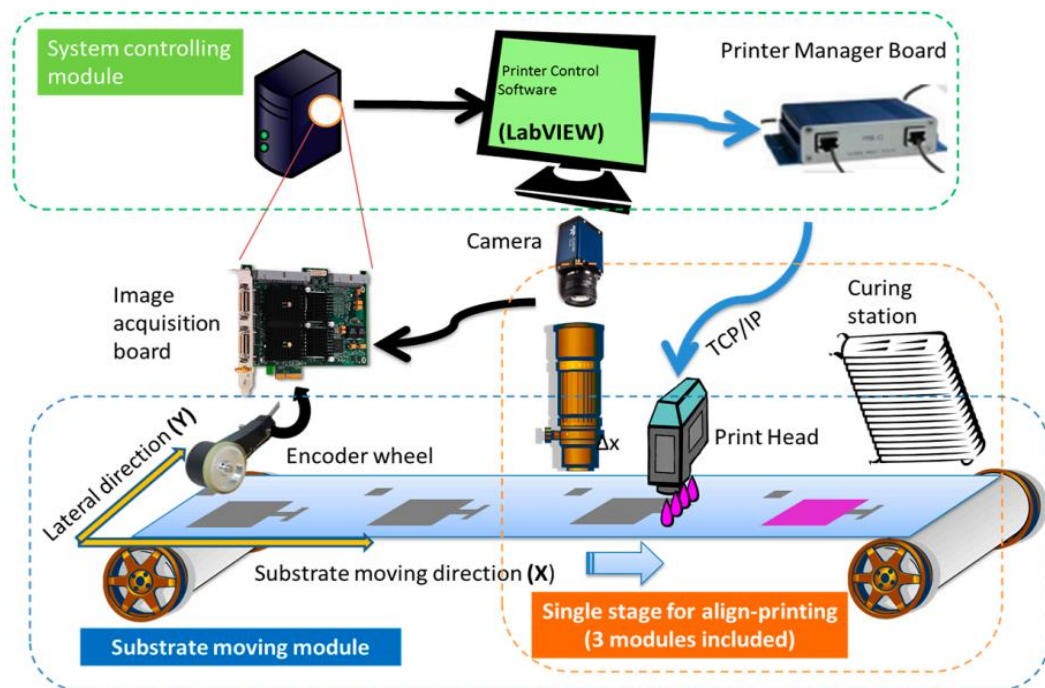 System controlling
module
Printer Control
Software
(LabVIEW)
Printer Manager Board
Camera
Image
acquisition
board
TCP/IP
Curing
station
Lateral direction (Y)
Encoder wheel
Δx
Print Head
Substrate moving direction (X)
Substrate moving module
Single stage for align-printing
(3 modules included)